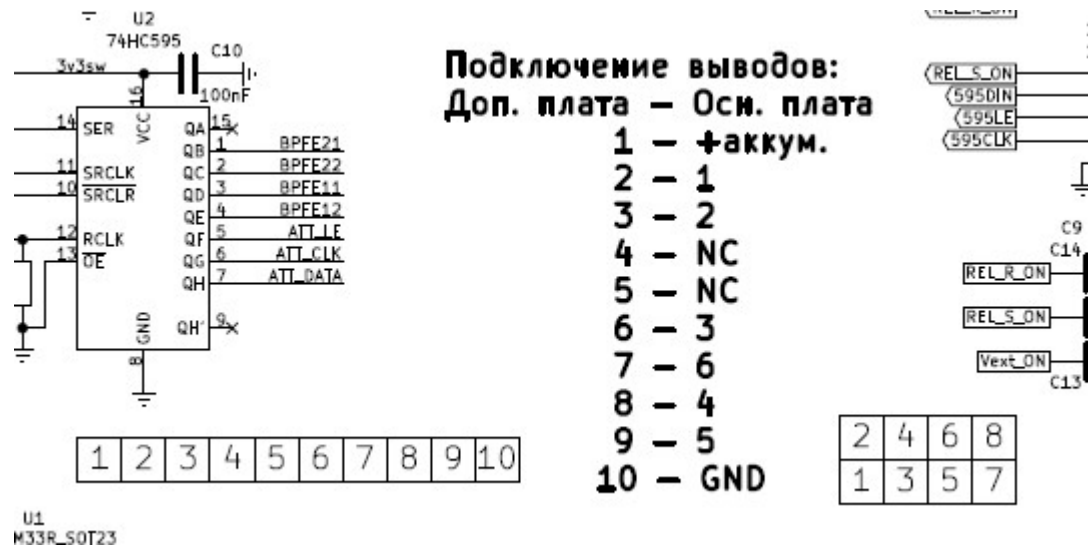 U2
74HC595
C10
3v3sw
100nF
16
VCC
14 SER
QA 15
QB 1 BPFE21
11 SRCLK
QC 2 BPFE22
10 SRCLR
QD 3 BPFE11
QE 4 BPFE12
12 RCLK
QF 5 ATT_LE
13 OE
QG 6 ATT_CLK
QH 7 ATT_DATA
QH' 9
GND
8
1 2 3 4 5 6 7 8 9 10
U1
M33R_SOT23
Подключение выводов:
Доп. плата – Осн. плата
1 – +аккум.
2 – 1
3 – 2
4 – NC
5 – NC
6 – 3
7 – 6
8 – 4
9 – 5
10 – GND
REL_S_ON
595DIN
595LE
595CLK
C9
C14
REL_R_ON
REL_S_ON
Vext_ON
C13
2 4 6 8
1 3 5 7